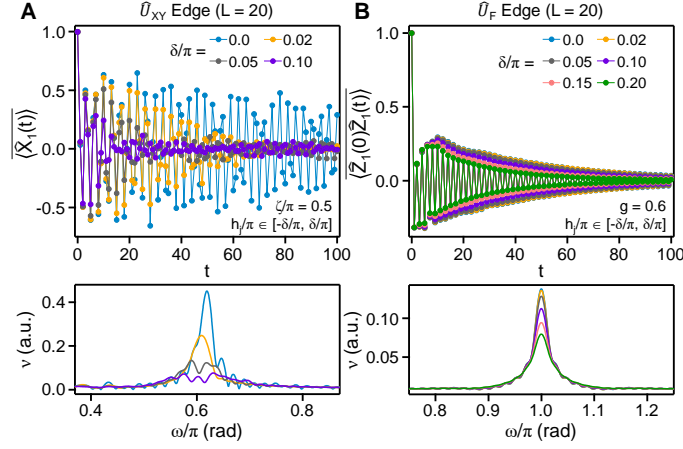 A
Û_XY Edge (L = 20)
⟨X̂₁(t)⟩
1.0
0.5
0.0
-0.5
δ/π =
0.0
0.02
0.05
0.10
ζ/π = 0.5
h_j/π ∈ [-δ/π, δ/π]
0 20 40 60 80 100
t
ν (a.u.)
0.4
0.2
0.0
0.4 0.6 0.8
ω/π (rad)
B
Û_F Edge (L = 20)
⟨Ẑ₁(0)Ẑ₁(t)⟩
1.0
0.5
0.0
δ/π =
0.0
0.02
0.05
0.10
0.15
0.20
g = 0.6
h_j/π ∈ [-δ/π, δ/π]
0 20 40 60 80 100
t
ν (a.u.)
0.10
0.05
0.8 0.9 1.0 1.1 1.2
ω/π (rad)